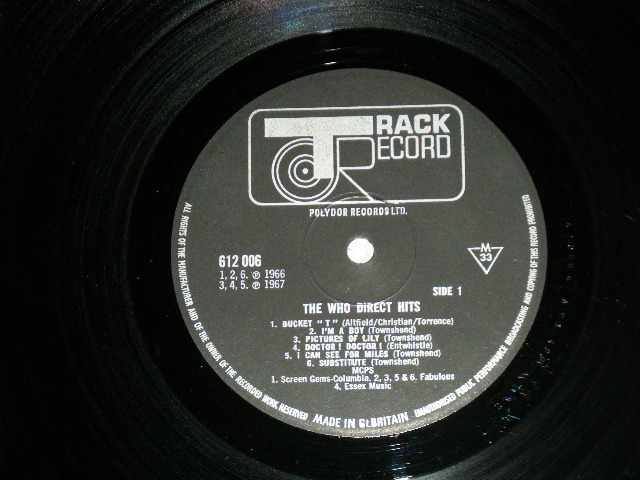 TRACK
RECORD
POLYDOR RECORDS LTD.
612 006
1, 2, 6. ℗ 1966
3, 4, 5. ℗ 1967
M
33
SIDE 1
THE WHO DIRECT HITS
1. BUCKET "T" (Altfield/Christian/Torrence)
2. I'M A BOY (Townshend)
3. PICTURES OF LILY (Townshend)
4. DOCTOR! DOCTOR! (Entwhistle)
5. I CAN SEE FOR MILES (Townshend)
6. SUBSTITUTE (Townshend)
MCPS
1. Screen Gems-Columbia. 2, 3, 5 & 6. Fabulous
4. Essex Music
ALL RIGHTS OF THE MANUFACTURER AND OF THE OWNER OF THE RECORDED WORK RESERVED
MADE IN GT. BRITAIN
UNAUTHORISED PUBLIC PERFORMANCE BROADCASTING AND COPYING OF THIS RECORD PROHIBITED